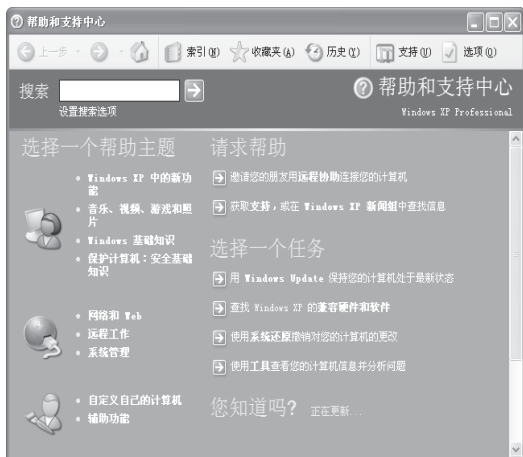 帮助和支持中心
上一步 索引(N) 收藏夹(A) 历史(Y) 支持(U) 选项(O)
搜索
设置搜索选项
帮助和支持中心
Windows XP Professional
选择一个帮助主题
• Windows XP 中的新功
能
• 音乐、视频、游戏和照
片
• Windows 基础知识
• 保护计算机：安全基础
知识
• 网络和 Web
• 远程工作
• 系统管理
• 自定义自己的计算机
• 辅助功能
请求帮助
邀请您的朋友用远程协助连接您的计算机
获取支持，或在 Windows XP 新闻组中查找信息
选择一个任务
用 Windows Update 保持您的计算机处于最新状态
查找 Windows XP 的兼容硬件和软件
使用系统还原撤销对您的计算机的更改
使用工具查看您的计算机信息并分析问题
您知道吗? 正在更新...